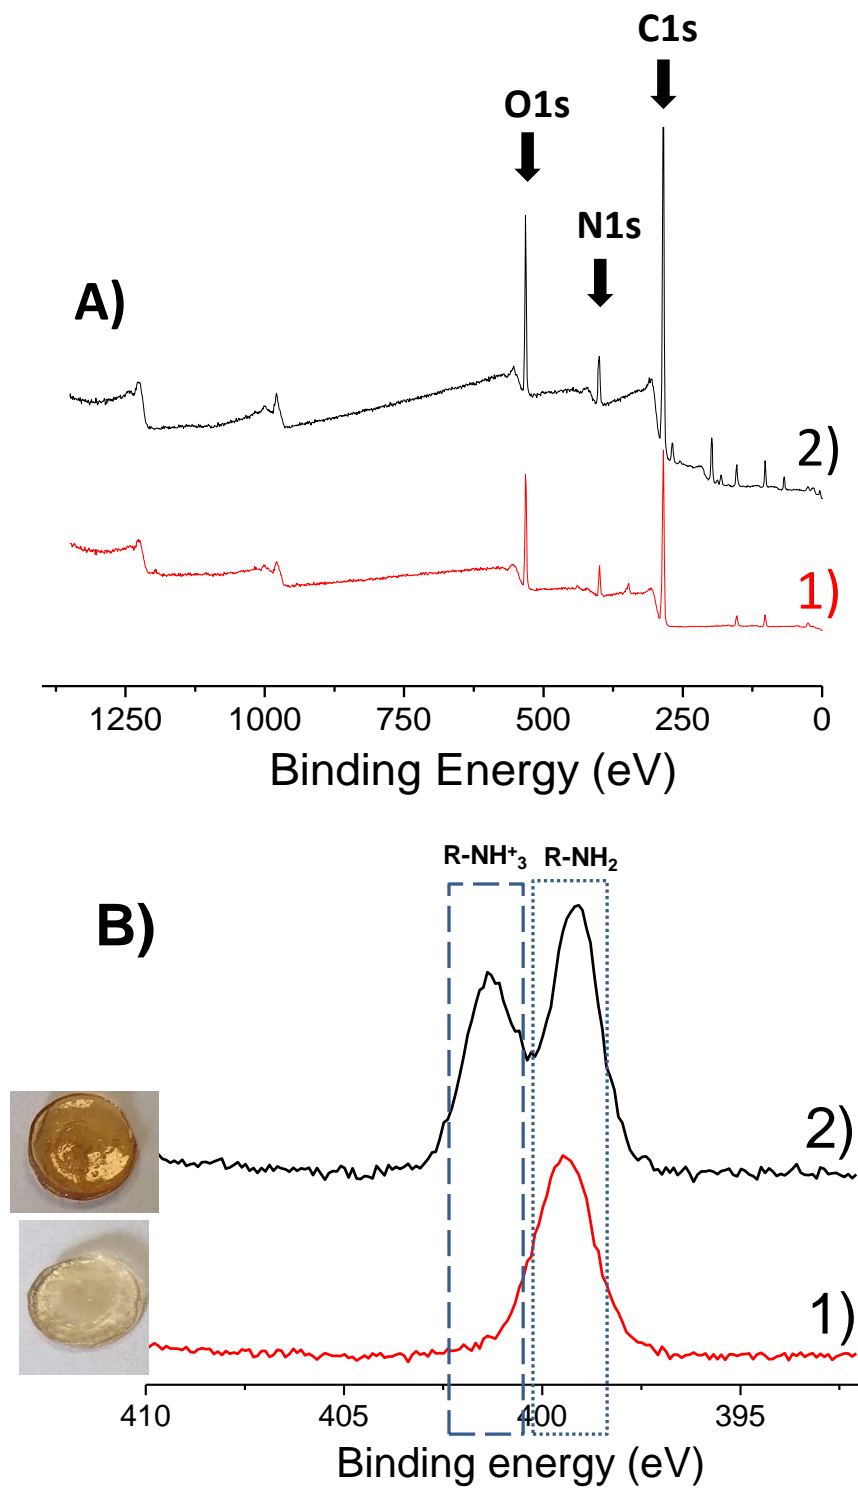 C1s
O1s
N1s
A)
2)
1)
1250 1000 750 500 250 0
Binding Energy (eV)
R-NH⁺₃ R-NH₂
B)
2)
1)
410 405 400 395
Binding energy (eV)